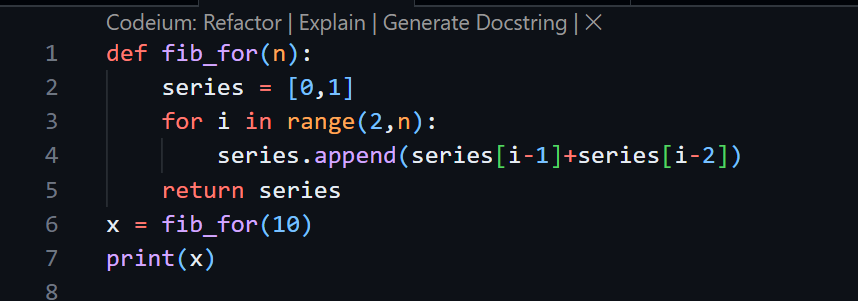 Codeium: Refactor | Explain | Generate Docstring | ×
1 def fib_for(n):
2     series = [0,1]
3     for i in range(2,n):
4         series.append(series[i-1]+series[i-2])
5     return series
6 x = fib_for(10)
7 print(x)
8